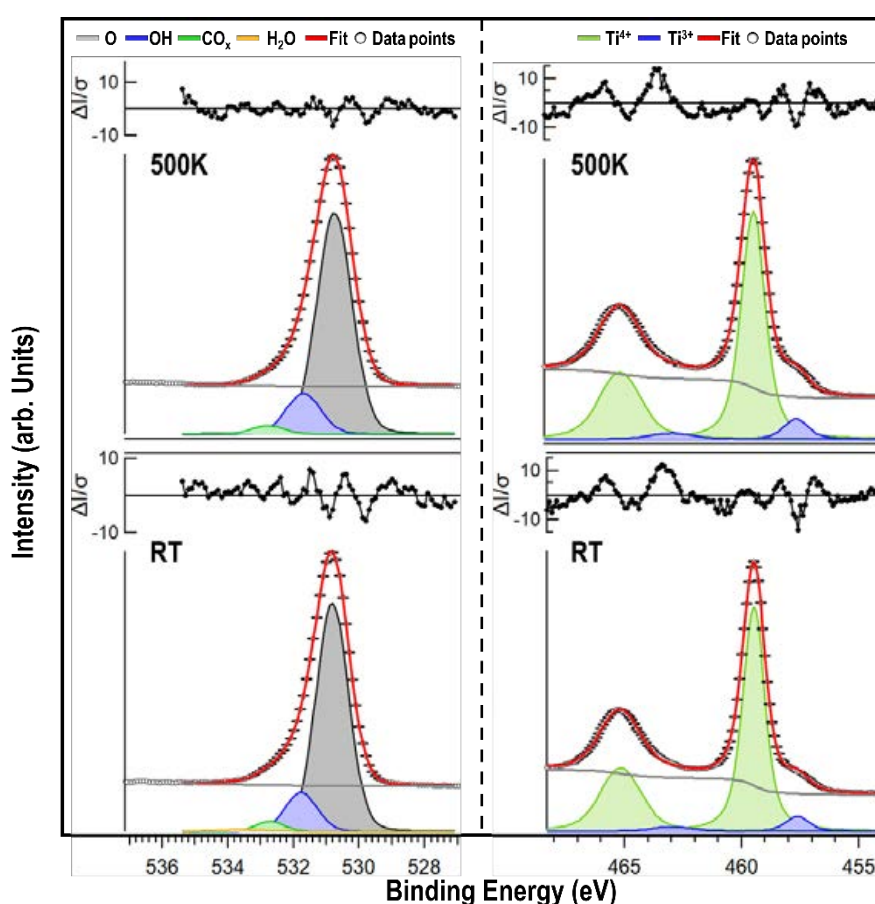 O OH COₓ H₂O Fit Data points
Ti⁴⁺ Ti³⁺ Fit Data points
ΔI/σ
10
-10
500K
ΔI/σ
10
-10
500K
ΔI/σ
10
-10
RT
ΔI/σ
10
-10
RT
Intensity (arb. Units)
536 534 532 530 528
465 460 455
Binding Energy (eV)